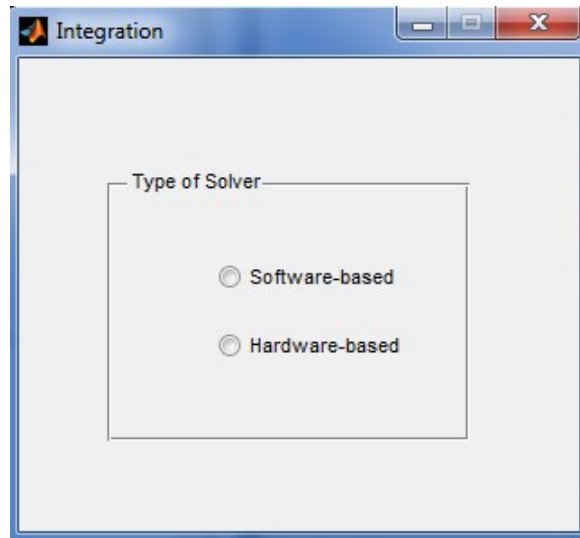 Integration
Type of Solver
Software-based
Hardware-based